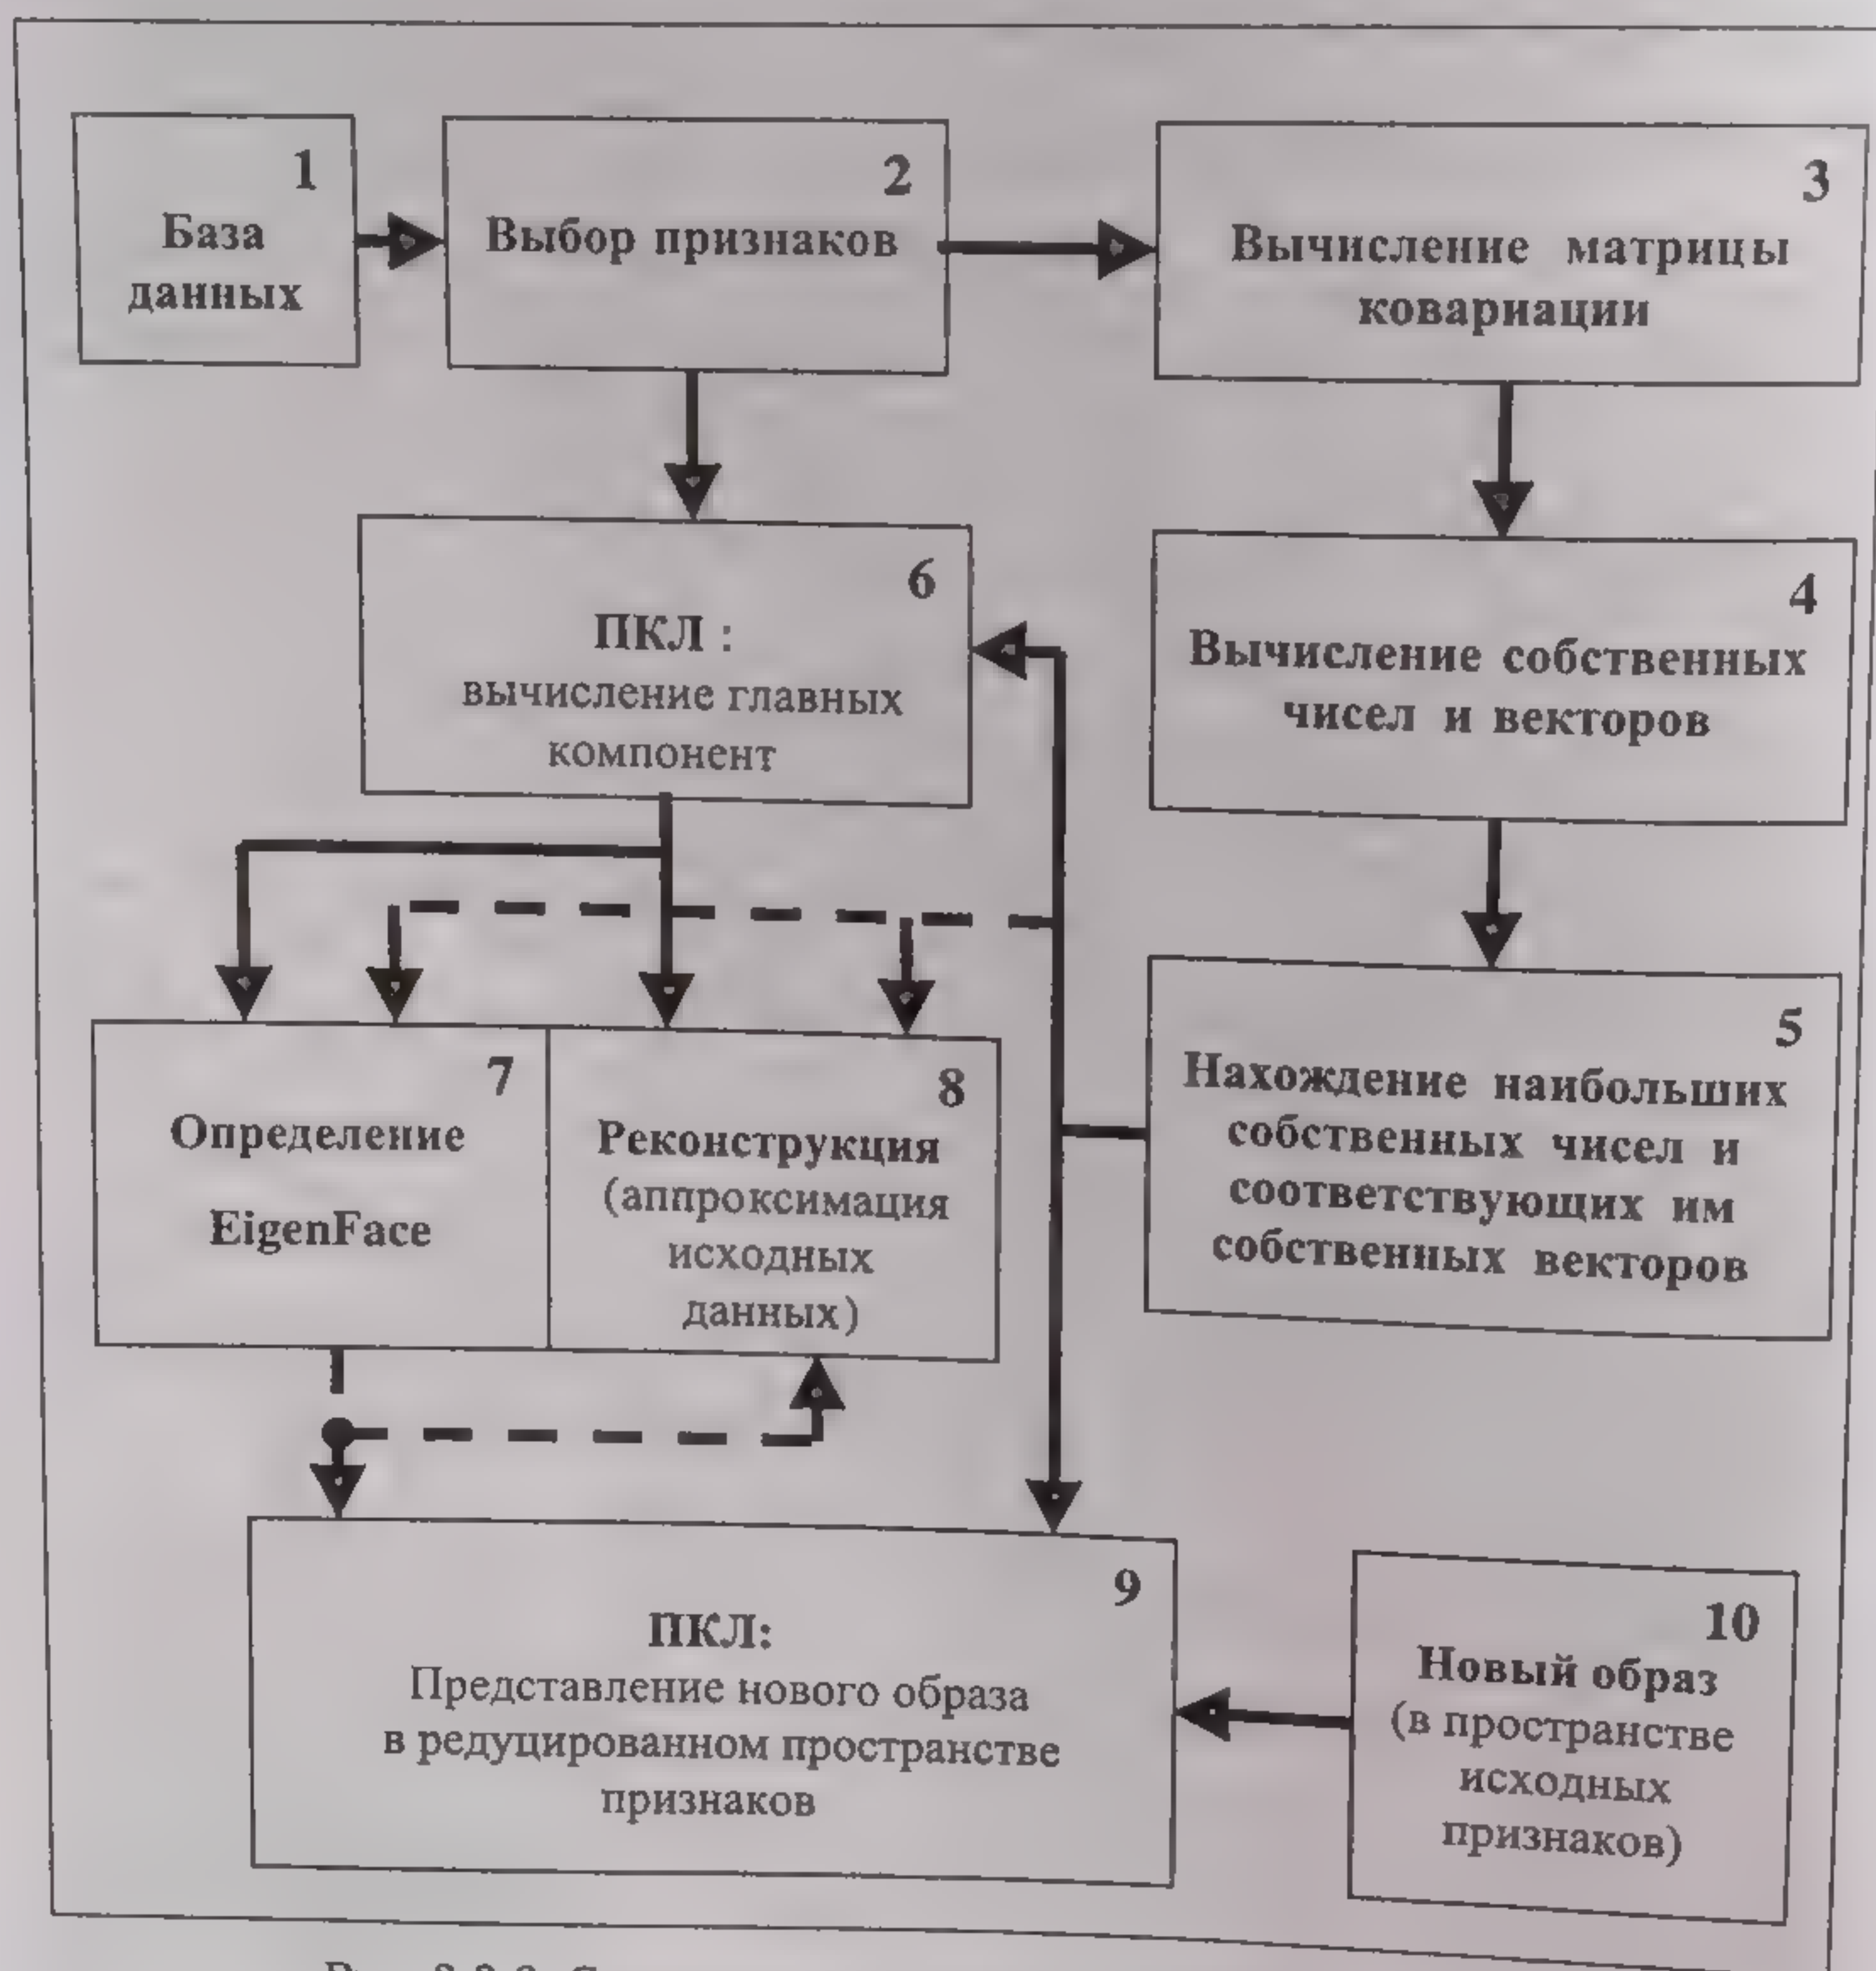 1
База
данных
2
Выбор признаков
3
Вычисление матрицы
ковариации
6
ПКЛ :
вычисление главных
компонент
4
Вычисление собственных
чисел и векторов
7
Определение
EigenFace
8
Реконструкция
(аппроксимация
исходных
данных)
5
Нахождение наибольших
собственных чисел и
соответствующих им
собственных векторов
9
ПКЛ:
Представление нового образа
в редуцированном пространстве
признаков
10
Новый образ
(в пространстве
исходных
признаков)